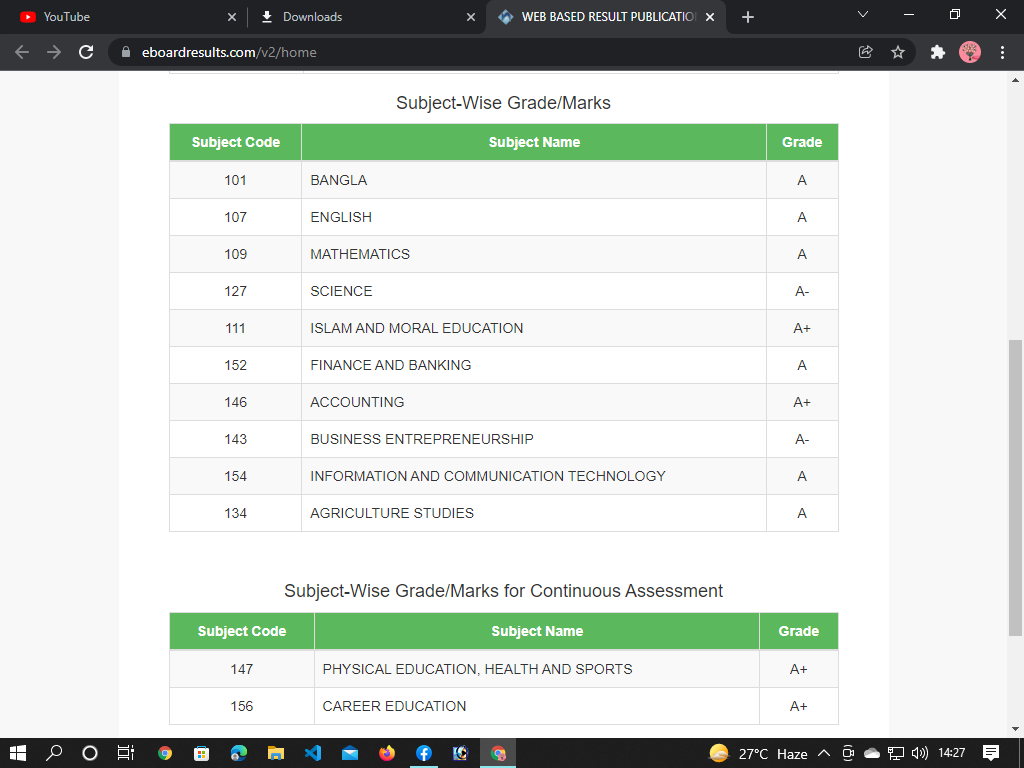 YouTube
Downloads
WEB BASED RESULT PUBLICATIO
eboardresults.com/v2/home
Subject-Wise Grade/Marks
Subject Code Subject Name Grade
101 BANGLA A
107 ENGLISH A
109 MATHEMATICS A
127 SCIENCE A-
111 ISLAM AND MORAL EDUCATION A+
152 FINANCE AND BANKING A
146 ACCOUNTING A+
143 BUSINESS ENTREPRENEURSHIP A-
154 INFORMATION AND COMMUNICATION TECHNOLOGY A
134 AGRICULTURE STUDIES A
Subject-Wise Grade/Marks for Continuous Assessment
Subject Code Subject Name Grade
147 PHYSICAL EDUCATION, HEALTH AND SPORTS A+
156 CAREER EDUCATION A+
27°C Haze 14:27